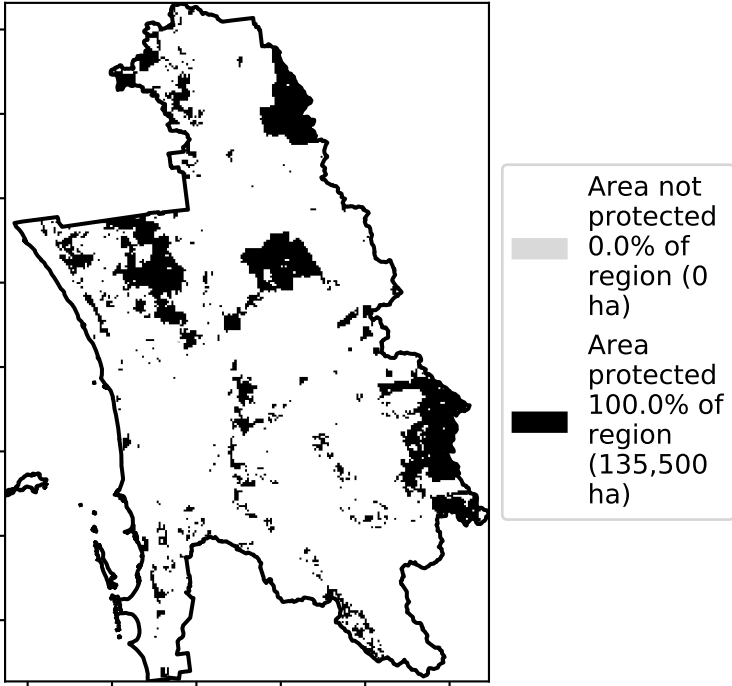 Area not
protected
0.0% of
region (0
ha)
Area
protected
100.0% of
region
(135,500
ha)